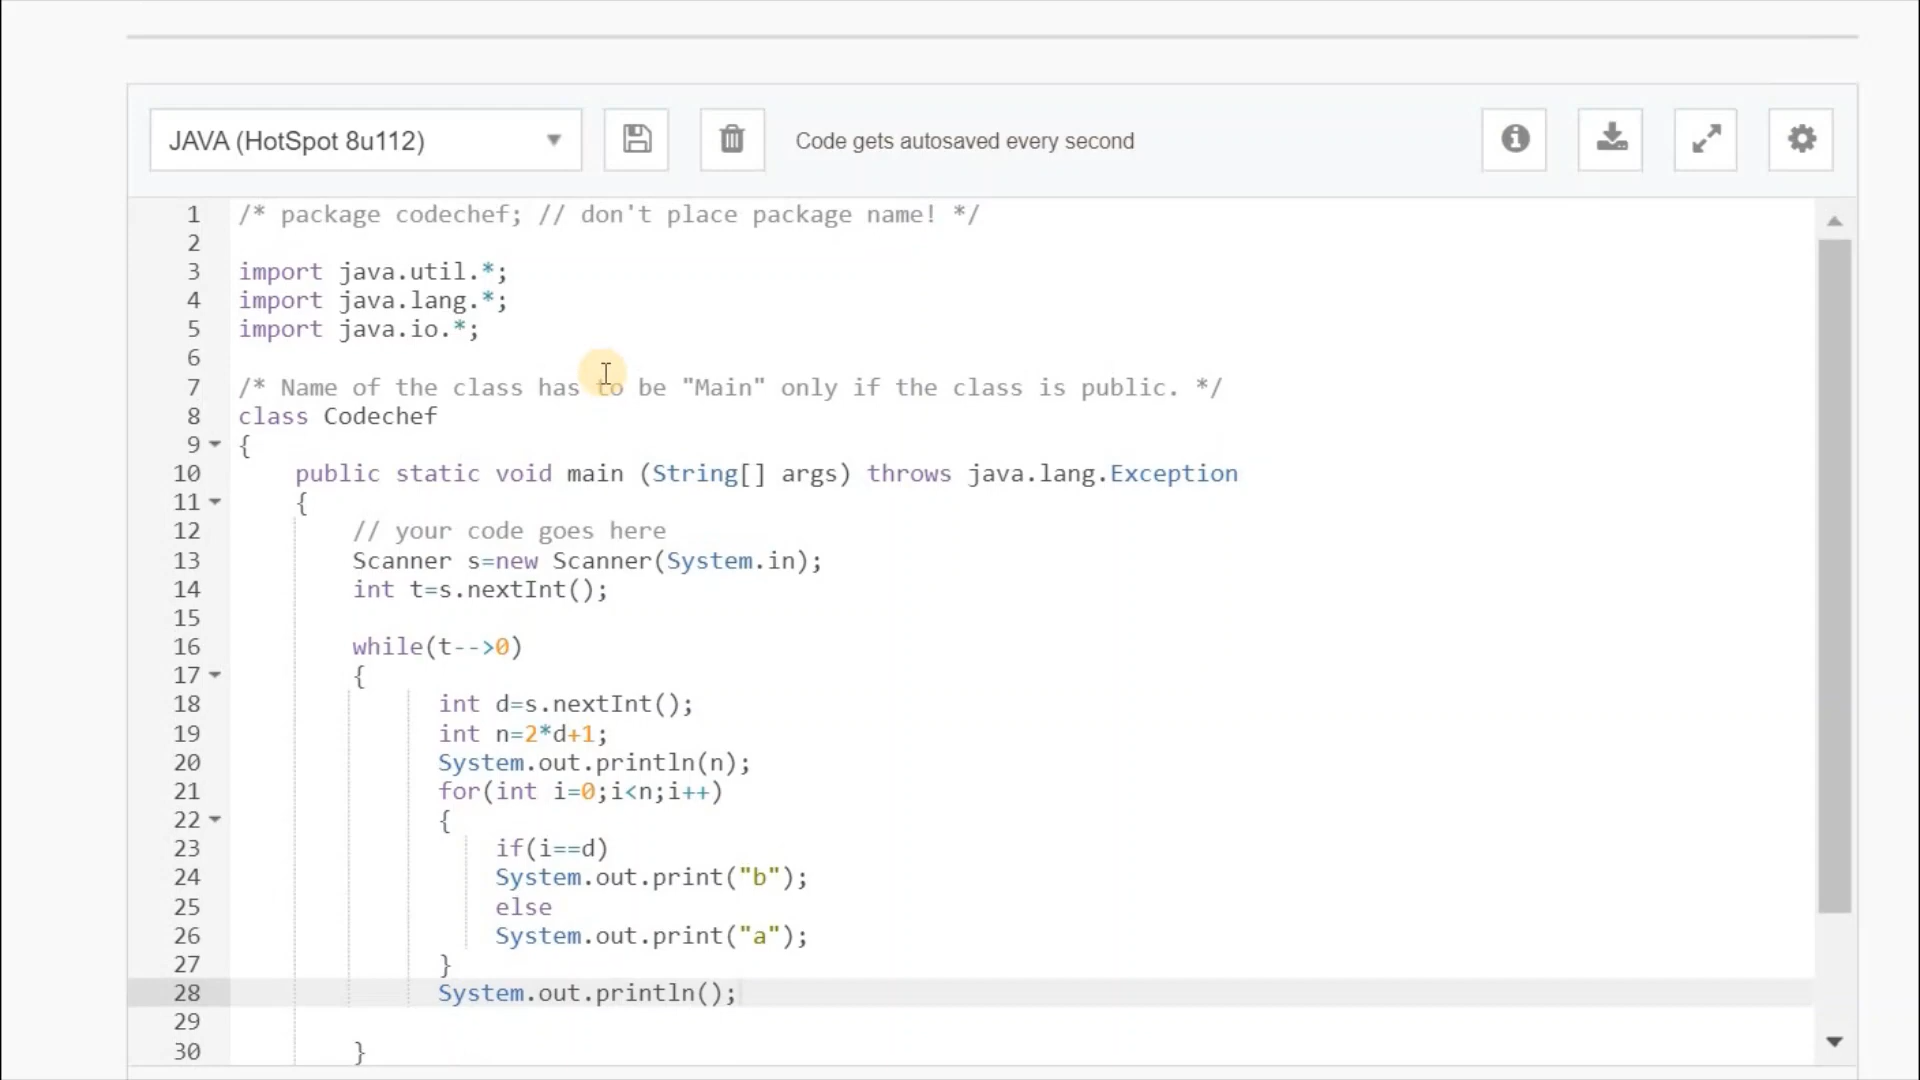 JAVA (HotSpot 8u112)
Code gets autosaved every second
1 /* package codechef; // don't place package name! */
2
3 import java.util.*;
4 import java.lang.*;
5 import java.io.*;
6
7 /* Name of the class has to be "Main" only if the class is public. */
8 class Codechef
9 {
10     public static void main (String[] args) throws java.lang.Exception
11     {
12         // your code goes here
13         Scanner s=new Scanner(System.in);
14         int t=s.nextInt();
15
16         while(t-->0)
17         {
18               int d=s.nextInt();
19               int n=2*d+1;
20               System.out.println(n);
21               for(int i=0;i<n;i++)
22               {
23                   if(i==d)
24                   System.out.print("b");
25                   else
26                   System.out.print("a");
27               }
28               System.out.println();
29
30         }